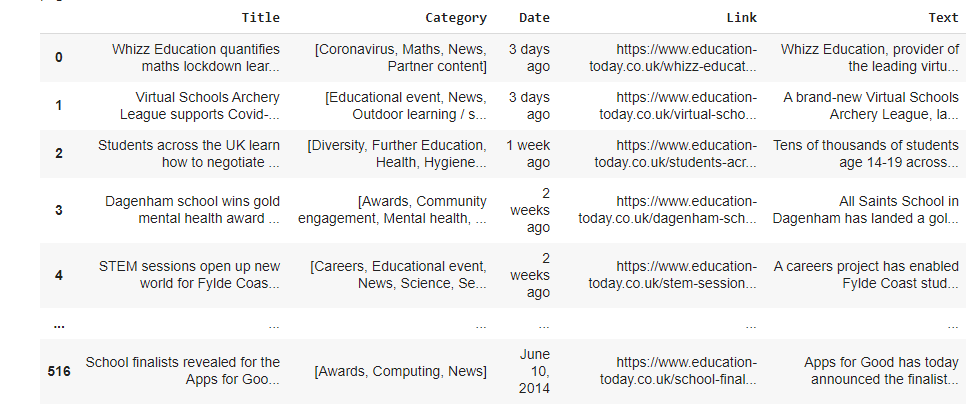 Title Category Date Link Text
0 Whizz Education quantifies maths lockdown lear... [Coronavirus, Maths, News, Partner content] 3 days ago https://www.education-today.co.uk/whizz-educat... Whizz Education, provider of the leading virtu...
1 Virtual Schools Archery League supports Covid-... [Educational event, News, Outdoor learning / s... 3 days ago https://www.education-today.co.uk/virtual-scho... A brand-new Virtual Schools Archery League, la...
2 Students across the UK learn how to negotiate ... [Diversity, Further Education, Health, Hygiene... 1 week ago https://www.education-today.co.uk/students-acr... Tens of thousands of students age 14-19 across...
3 Dagenham school wins gold mental health award ... [Awards, Community engagement, Mental health, ... 2 weeks ago https://www.education-today.co.uk/dagenham-sch... All Saints School in Dagenham has landed a gol...
4 STEM sessions open up new world for Fylde Coas... [Careers, Educational event, News, Science, Se... 2 weeks ago https://www.education-today.co.uk/stem-session... A careers project has enabled Fylde Coast stud...
... ... ... ... ... ...
516 School finalists revealed for the Apps for Goo... [Awards, Computing, News] June 10, 2014 https://www.education-today.co.uk/school-final... Apps for Good has today announced the finalist...